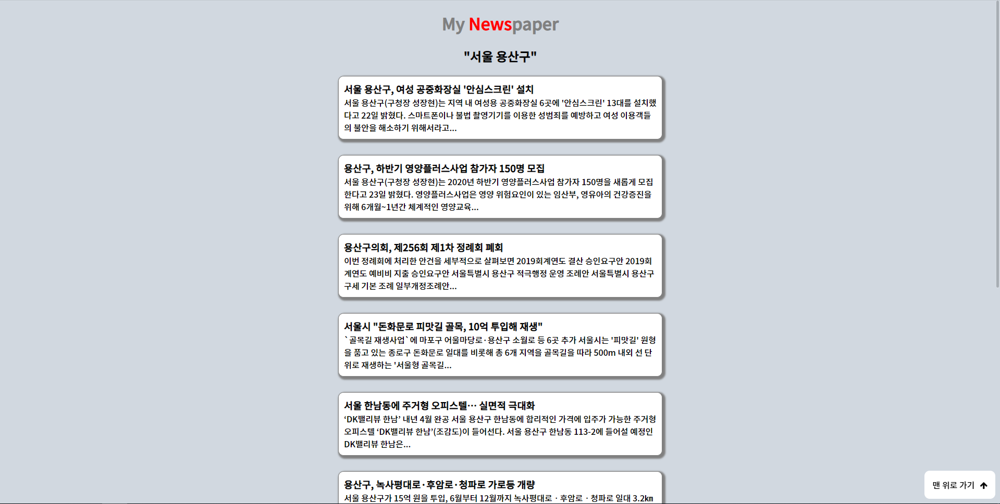 My Newspaper
"서울 용산구"
서울 용산구, 여성 공중화장실 '안심스크린' 설치
서울 용산구(구청장 성장현)는 지역 내 여성용 공중화장실 6곳에 '안심스크린' 13대를 설치했
다고 22일 밝혔다. 스마트폰이나 불법 촬영기기를 이용한 성범죄를 예방하고 여성 이용객들
의 불안을 해소하기 위해서라고...
용산구, 하반기 영양플러스사업 참가자 150명 모집
서울 용산구(구청장 성장현)는 2020년 하반기 영양플러스사업 참가자 150명을 새롭게 모집
한다고 23일 밝혔다. 영양플러스사업은 영양 위험요인이 있는 임산부, 영유아의 건강증진을
위해 6개월~1년간 체계적인 영양교육...
용산구의회, 제256회 제1차 정례회 폐회
이번 정례회에 처리한 안건을 세부적으로 살펴보면 2019회계연도 결산 승인요구안 2019회
계연도 예비비 지출 승인요구안 서울특별시 용산구 적극행정 운영 조례안 서울특별시 용산구
구세 기본 조례 일부개정조례안...
서울시 "돈화문로 피맛길 골목, 10억 투입해 재생"
`골목길 재생사업`에 마포구 어울마당로·용산구 소월로 등 6곳 추가 서울시는 '피맛길' 원형
을 품고 있는 종로구 돈화문로 일대를 비롯해 총 6개 지역을 골목길을 따라 500m 내외 선 단
위로 재생하는 '서울형 골목길...
서울 한남동에 주거형 오피스텔… 실면적 극대화
‘DK밸리뷰 한남’ 내년 4월 완공 서울 용산구 한남동에 합리적인 가격에 입주가 가능한 주거형
오피스텔 ‘DK밸리뷰 한남’(조감도)이 들어선다. 서울 용산구 한남동 113-2에 들어설 예정인
DK밸리뷰 한남은...
용산구, 녹사평대로·후암로·청파로 가로등 개량
서울 용산구가 15억 원을 투입, 6월부터 12월까지 녹사평대로ㆍ후암로ㆍ청파로 일대 3.2㎞
맨 위로 가기